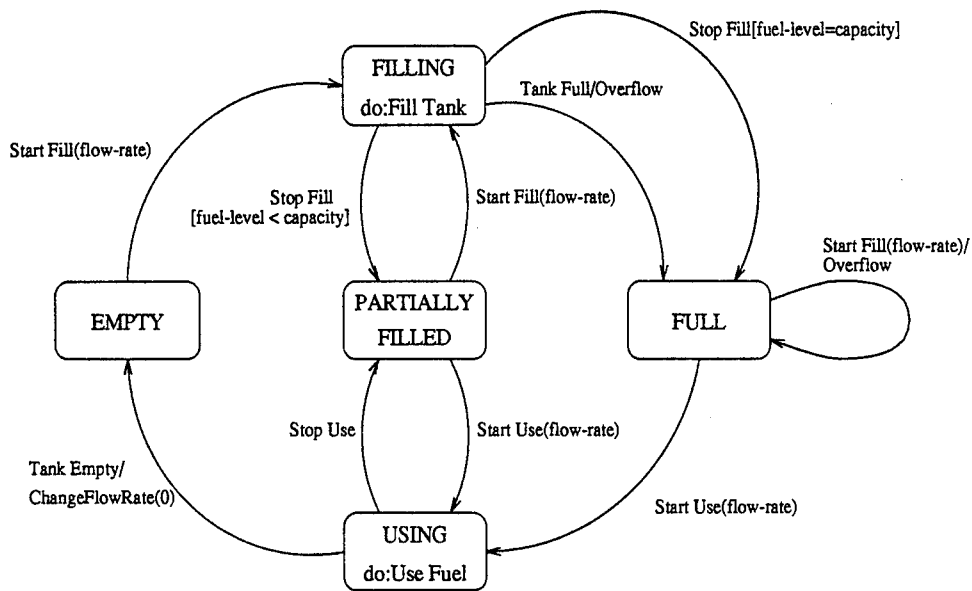 Stop Fill[fuel-level=capacity]
FILLING
do:Fill Tank
Tank Full/Overflow
Start Fill(flow-rate)
Stop Fill
[fuel-level < capacity]
Start Fill(flow-rate)
Start Fill(flow-rate)/
Overflow
EMPTY
PARTIALLY
FILLED
FULL
Stop Use
Start Use(flow-rate)
Tank Empty/
ChangeFlowRate(0)
Start Use(flow-rate)
USING
do:Use Fuel